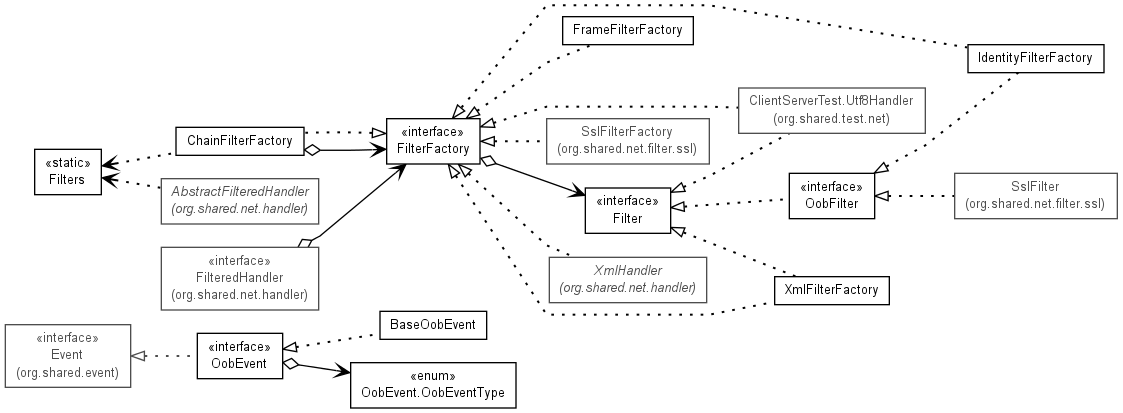 FrameFilterFactory
IdentityFilterFactory
ClientServerTest.Utf8Handler
(org.shared.test.net)
ChainFilterFactory
«interface»
FilterFactory
SslFilterFactory
(org.shared.net.filter.ssl)
«static»
Filters
AbstractFilteredHandler
(org.shared.net.handler)
«interface»
Filter
«interface»
OobFilter
SslFilter
(org.shared.net.filter.ssl)
«interface»
FilteredHandler
(org.shared.net.handler)
XmlHandler
(org.shared.net.handler)
XmlFilterFactory
«interface»
Event
(org.shared.event)
«interface»
OobEvent
BaseOobEvent
«enum»
OobEvent.OobEventType